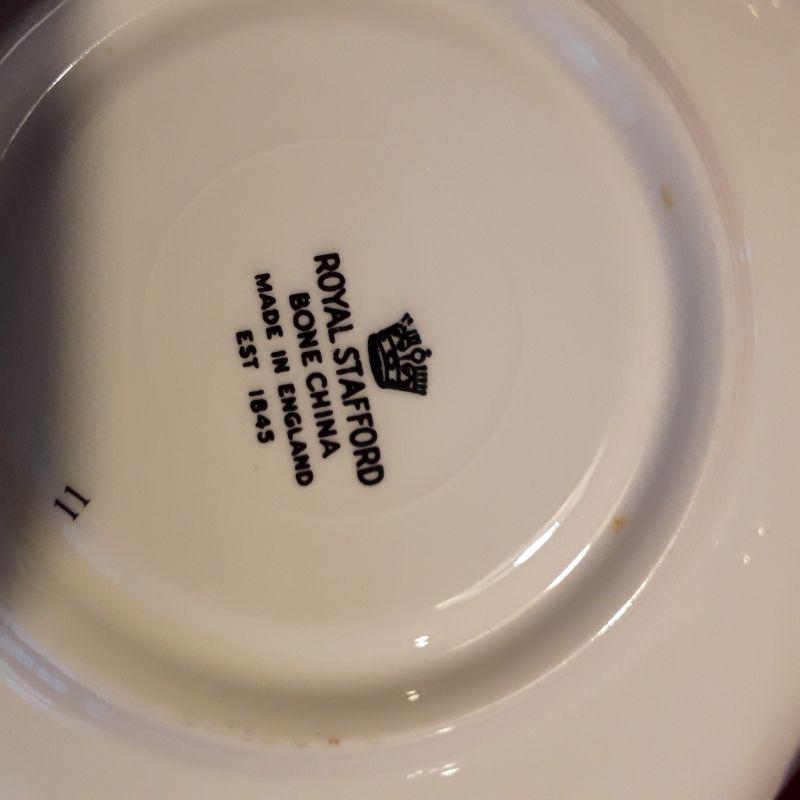 ROYAL STAFFORD
BONE CHINA
MADE IN ENGLAND
EST 1845
11